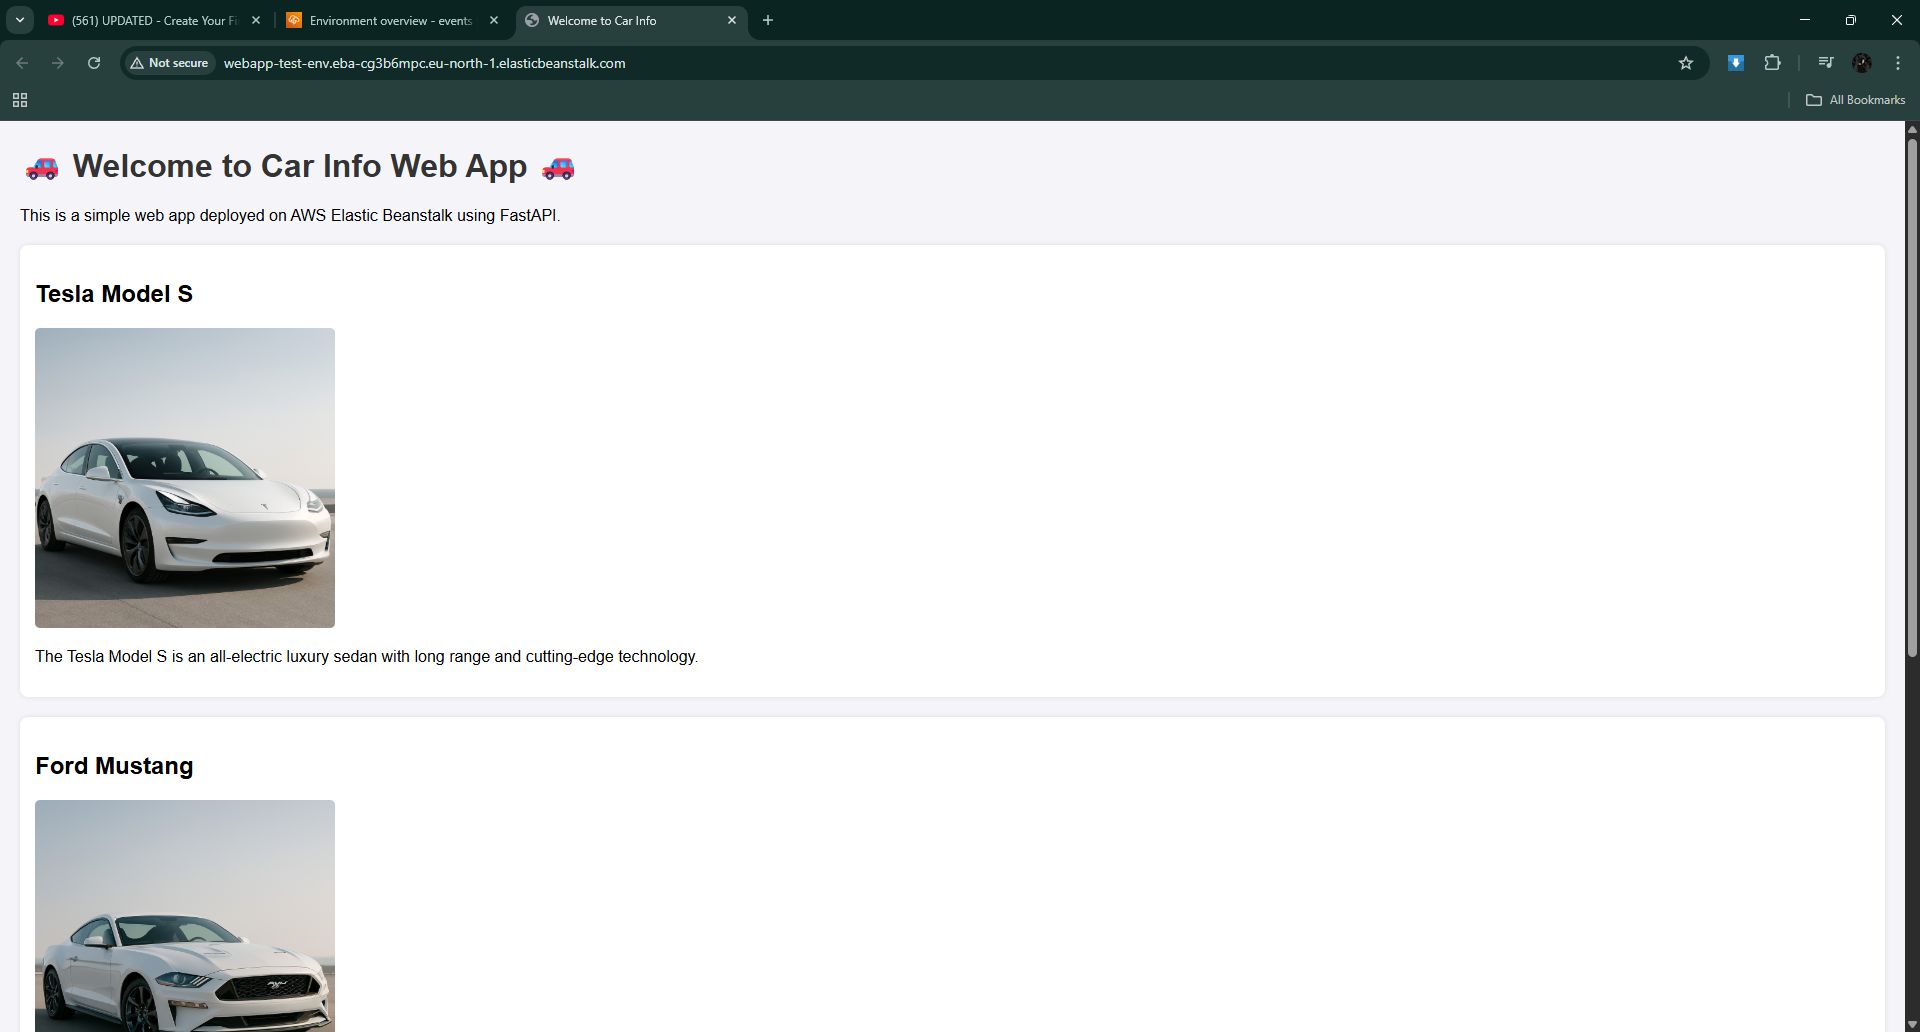 (561) UPDATED - Create Your Fi
Environment overview - events
Welcome to Car Info
Not secure
webapp-test-env.eba-cg3b6mpc.eu-north-1.elasticbeanstalk.com
All Bookmarks
Welcome to Car Info Web App
This is a simple web app deployed on AWS Elastic Beanstalk using FastAPI.
Tesla Model S
The Tesla Model S is an all-electric luxury sedan with long range and cutting-edge technology.
Ford Mustang